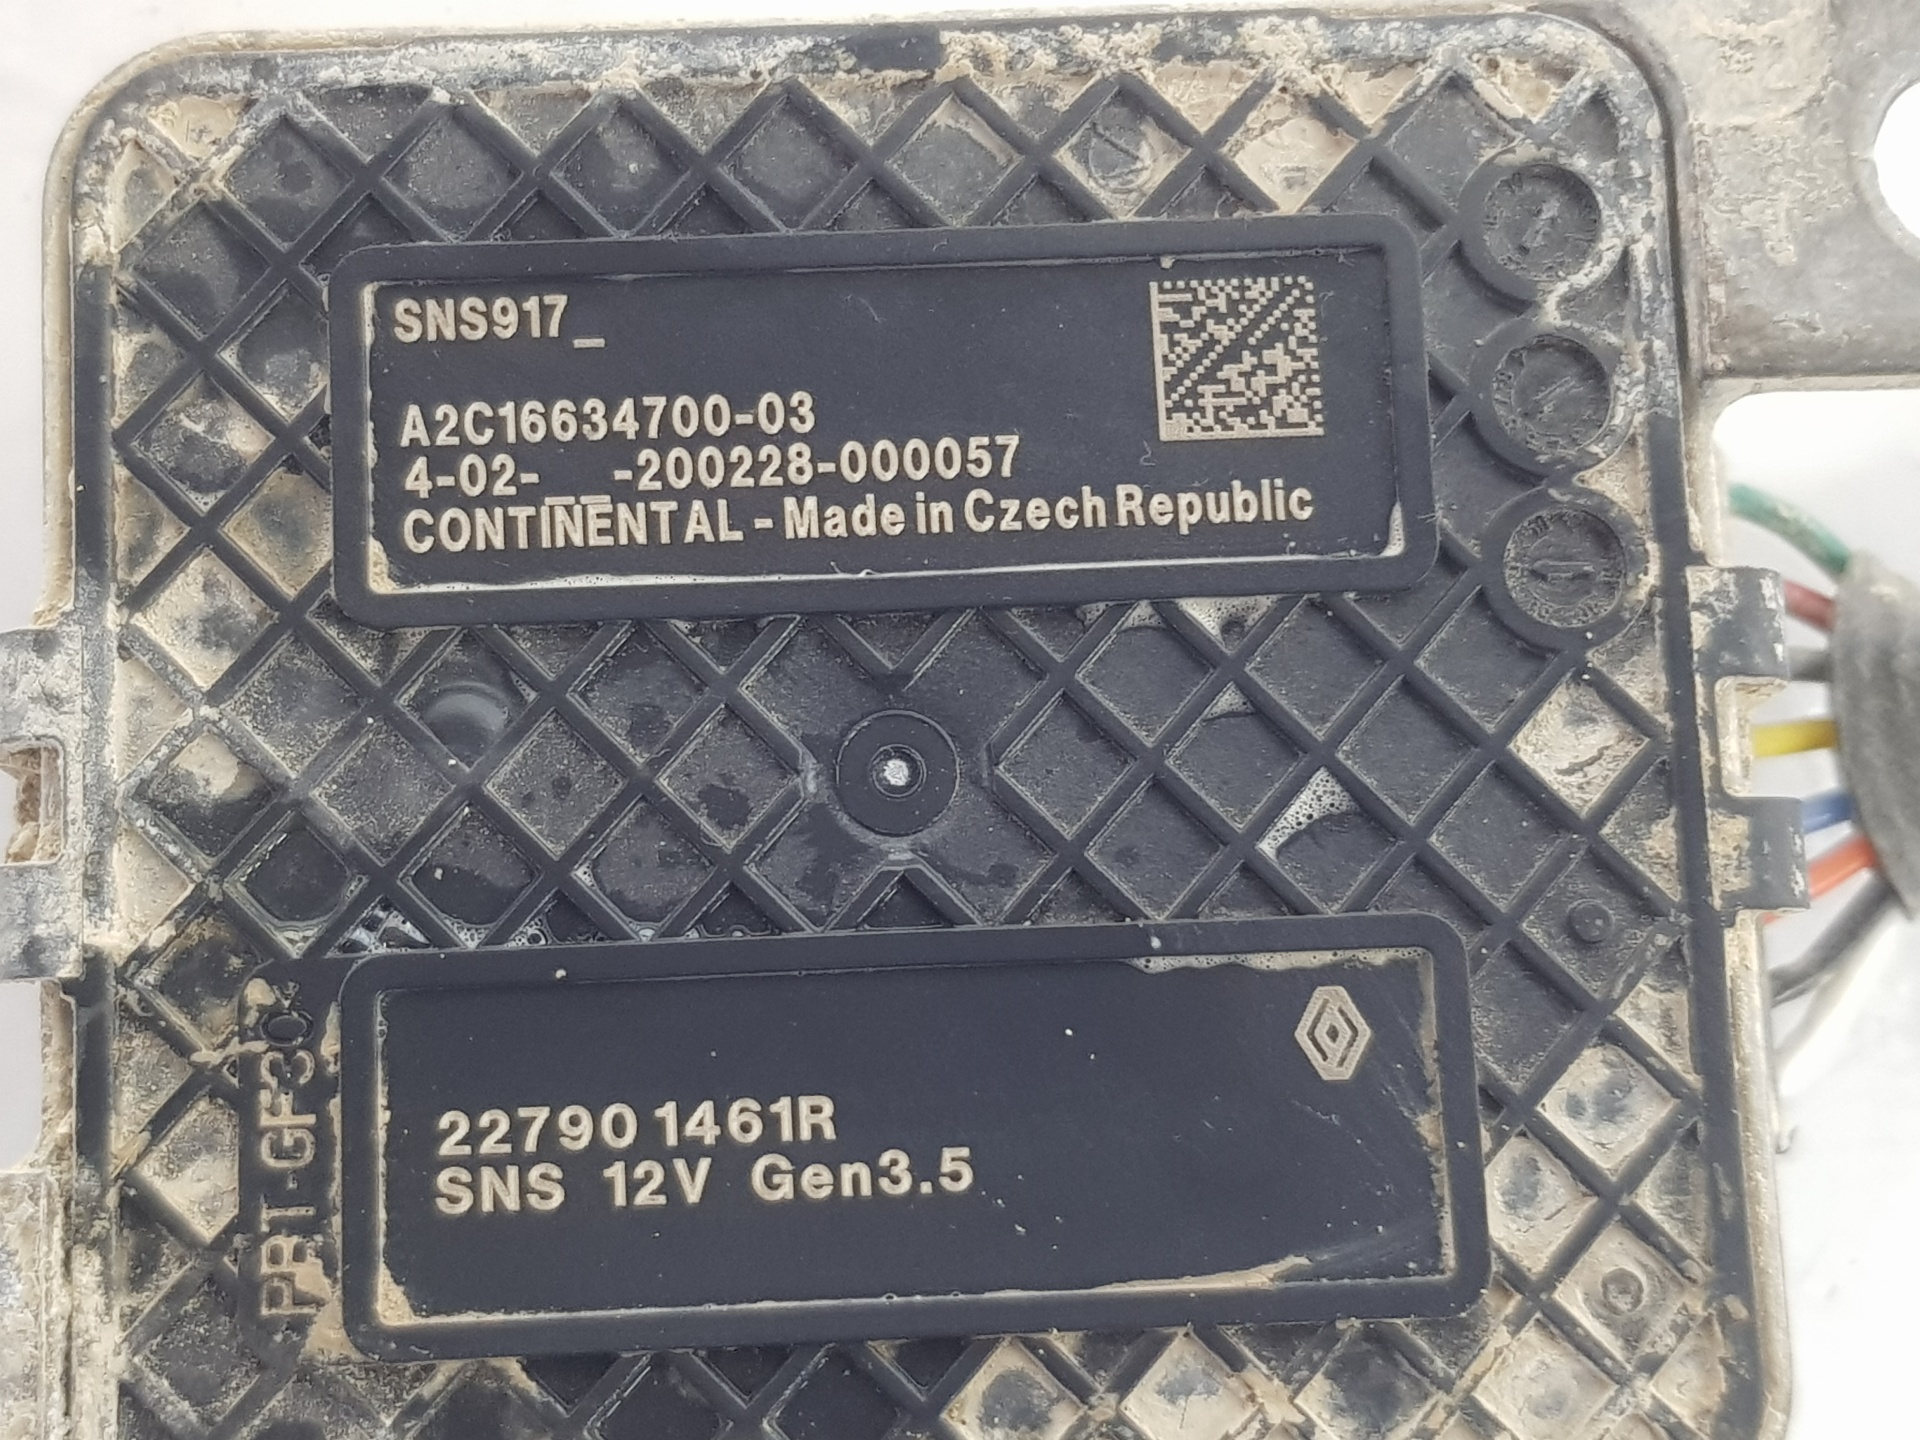 SNS917_
A2C16634700-03
4-02-__-200228-000057
CONTINENTAL - Made in Czech Republic
PBT-GF30
227901461R
SNS 12V Gen3.5